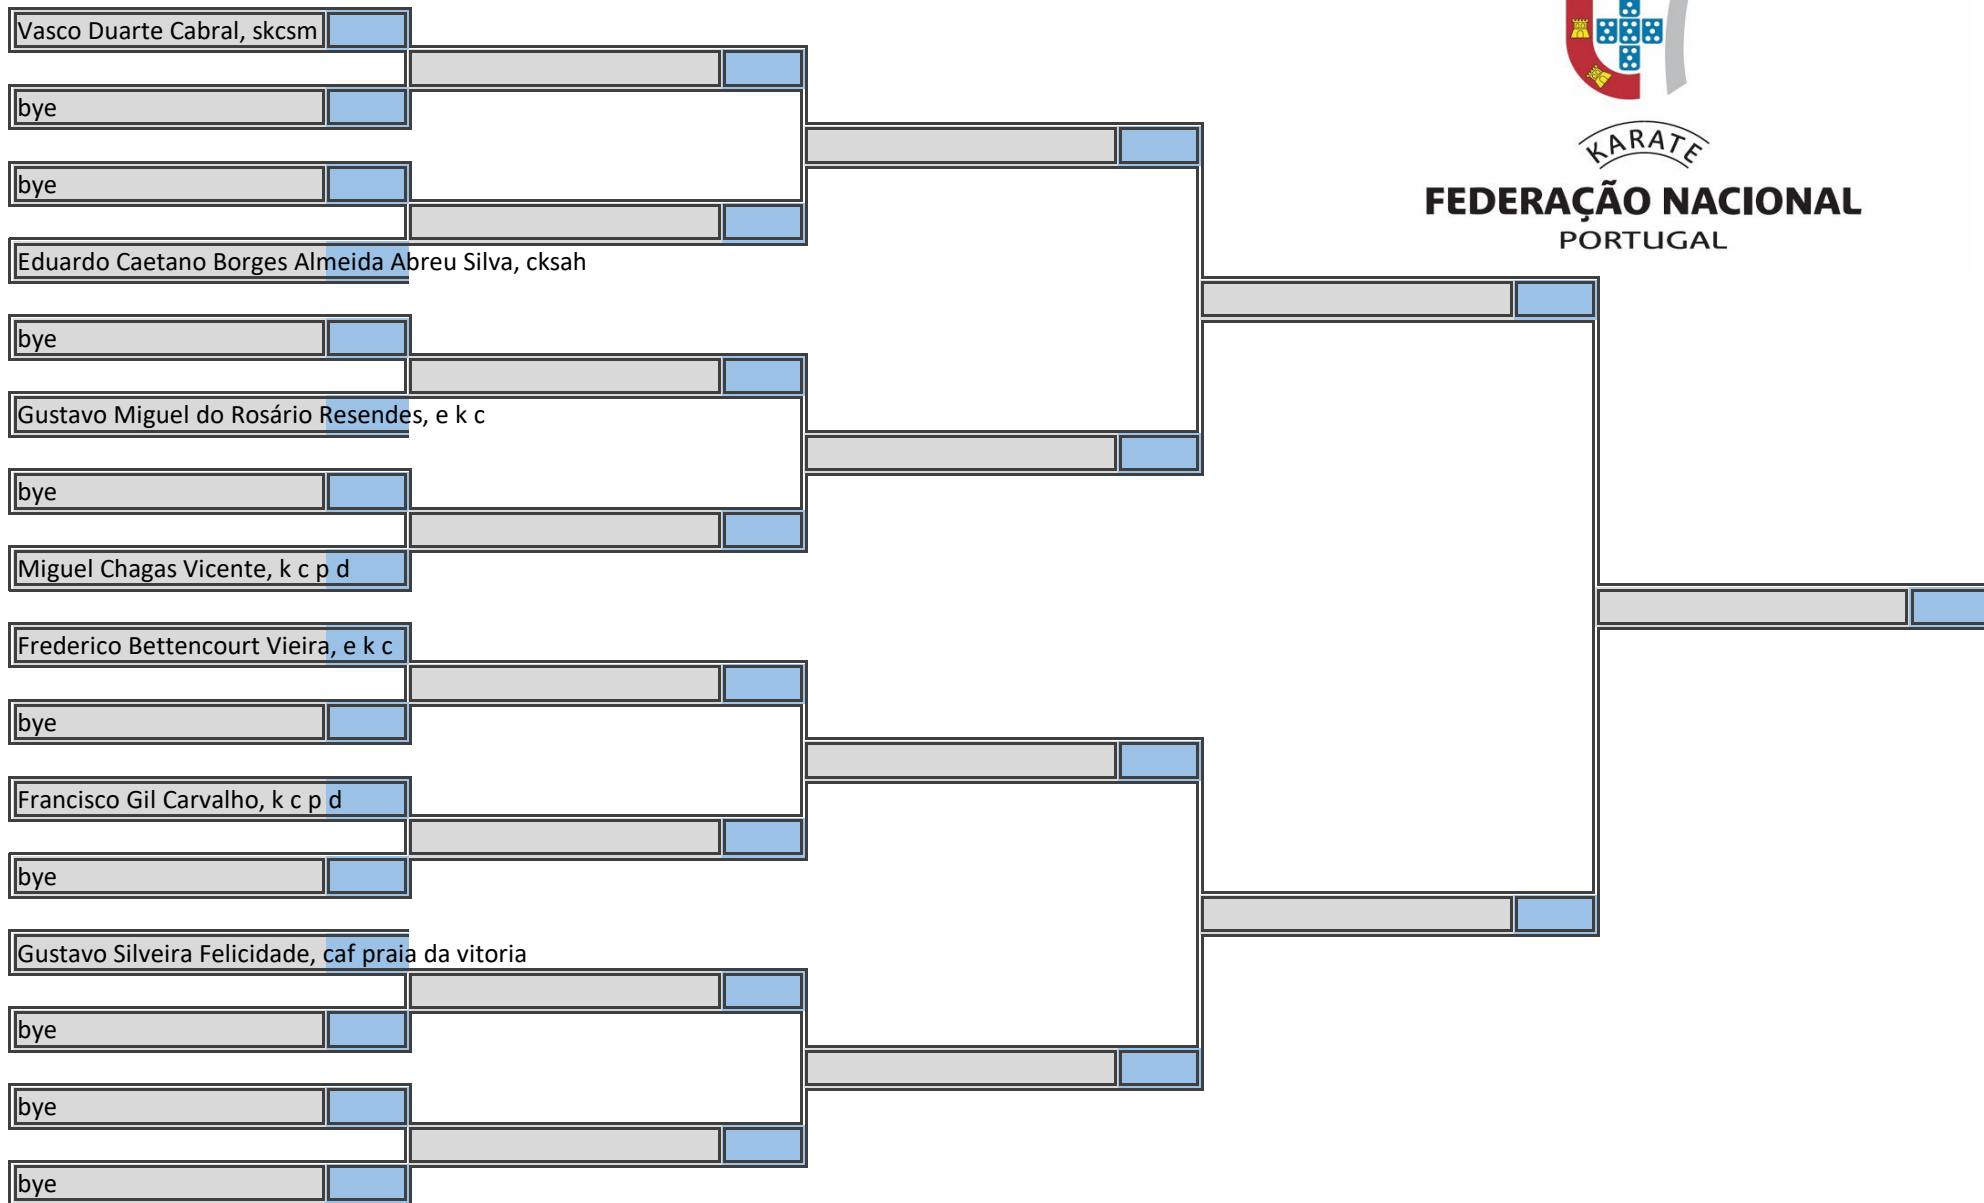 Vasco Duarte Cabral, skcsm
bye
bye
Eduardo Caetano Borges Almeida Abreu Silva, cksah
bye
Gustavo Miguel do Rosário Resendes, e k c
bye
Miguel Chagas Vicente, k c p d
Frederico Bettencourt Vieira, e k c
bye
Francisco Gil Carvalho, k c p d
bye
Gustavo Silveira Felicidade, caf praia da vitoria
bye
bye
bye
KARATE
FEDERAÇÃO NACIONAL
PORTUGAL